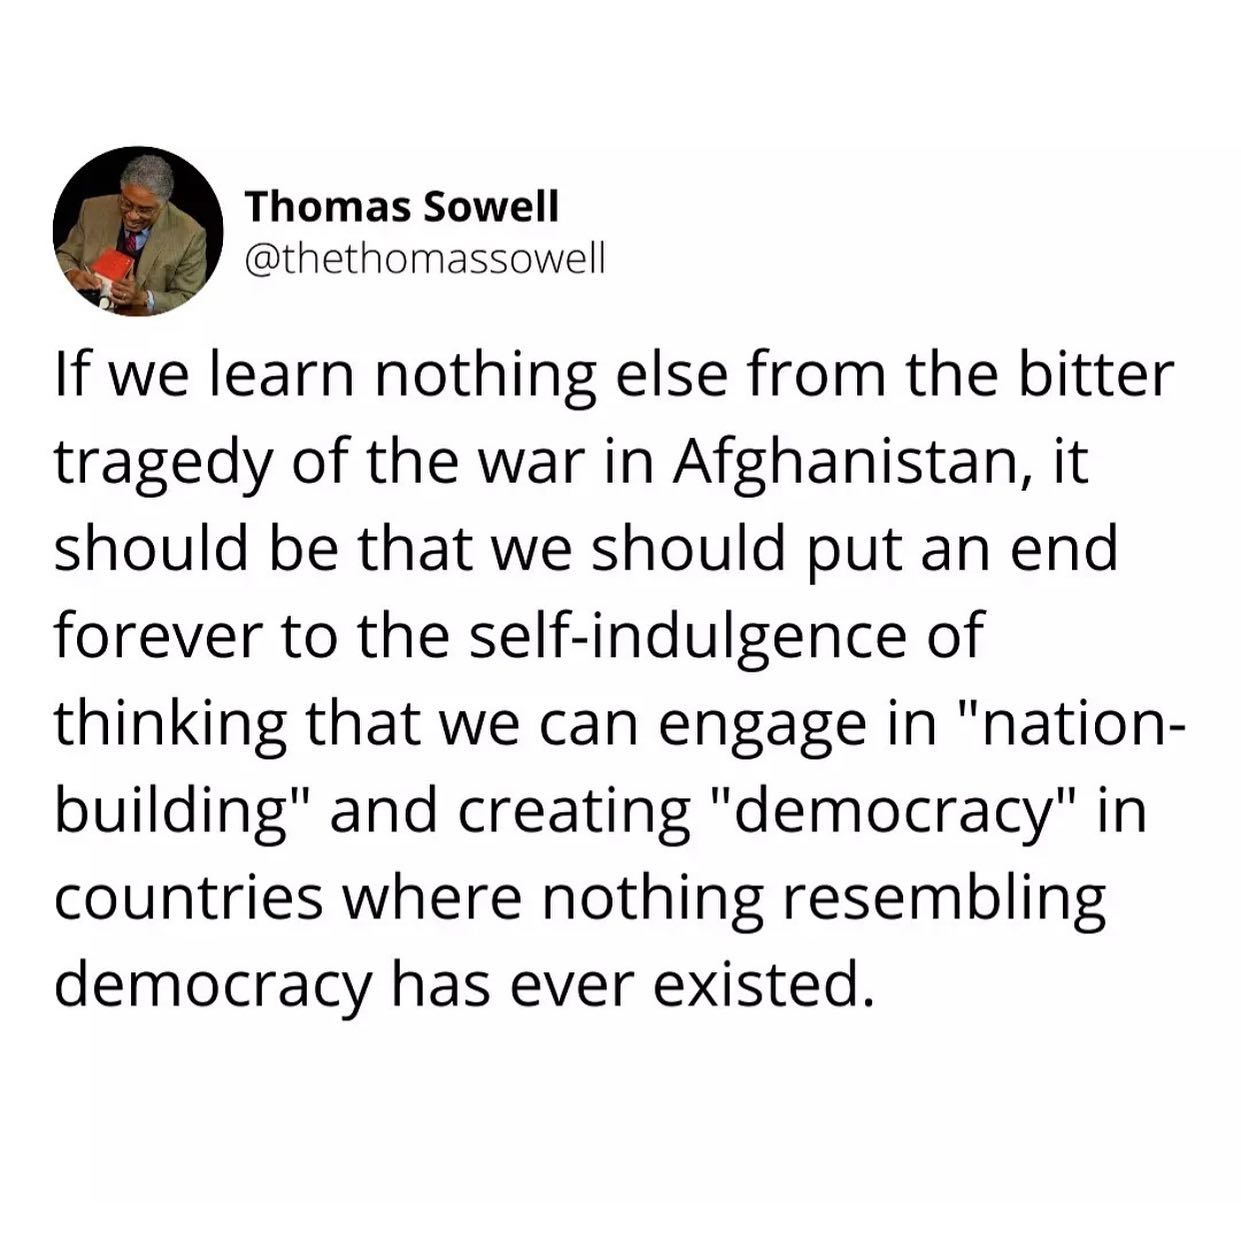 Thomas Sowell
@thethomassowell
If we learn nothing else from the bitter
tragedy of the war in Afghanistan, it
should be that we should put an end
forever to the self-indulgence of
thinking that we can engage in "nation-
building" and creating "democracy" in
countries where nothing resembling
democracy has ever existed.